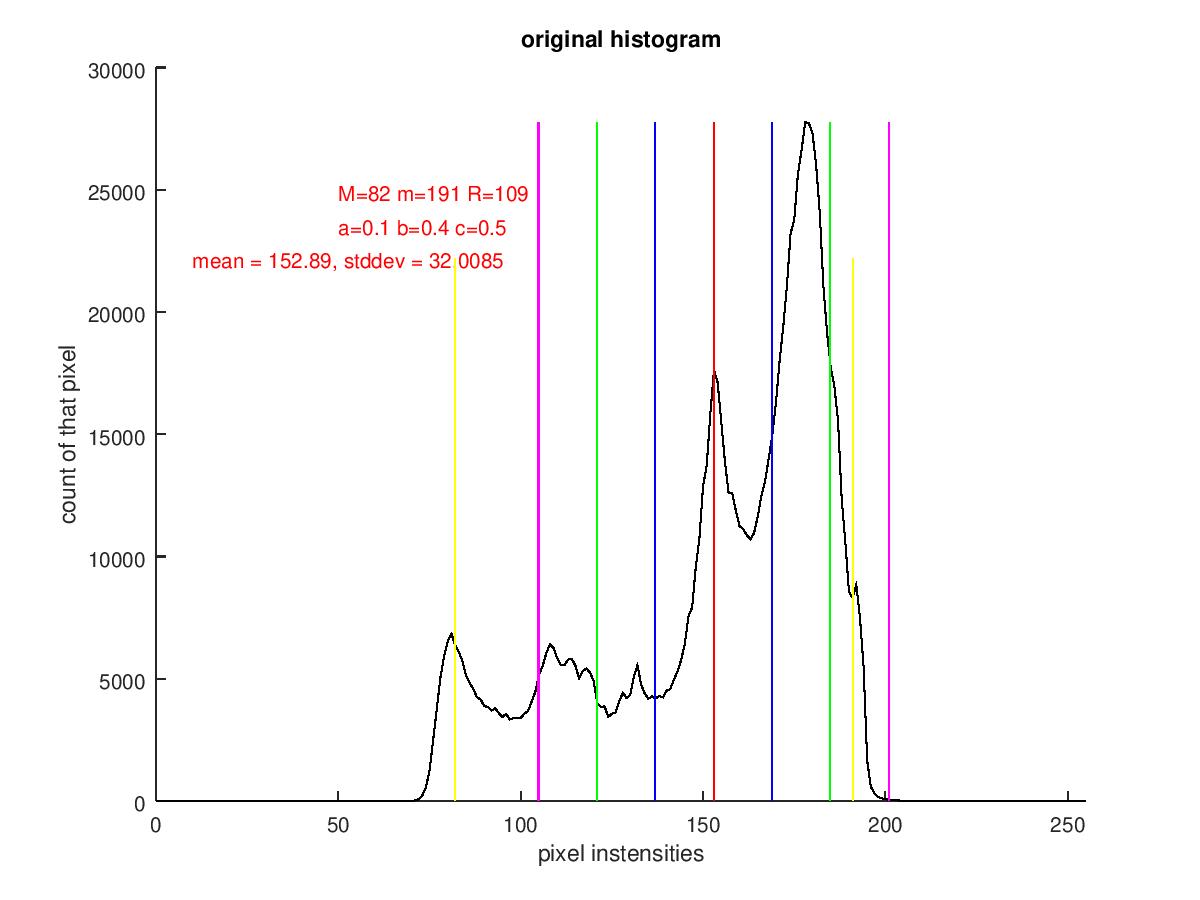 original histogram
30000
25000
20000
15000
10000
5000
0
count of that pixel
M=82 m=191 R=109
a=0.1 b=0.4 c=0.5
mean = 152.89, stddev = 32.0085
0 50 100 150 200 250
pixel instensities